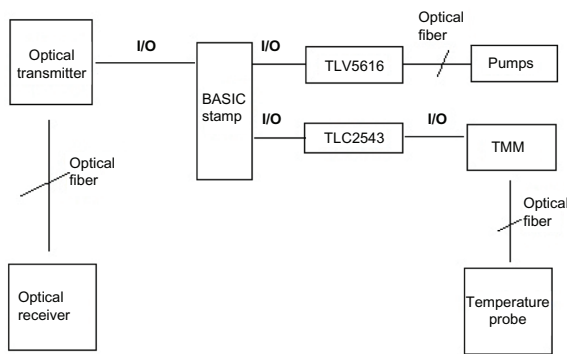 Optical
transmitter
I/O
BASIC
stamp
I/O
TLV5616
Optical
fiber
Pumps
I/O
TLC2543
I/O
TMM
Optical
fiber
Optical
fiber
Optical
receiver
Temperature
probe